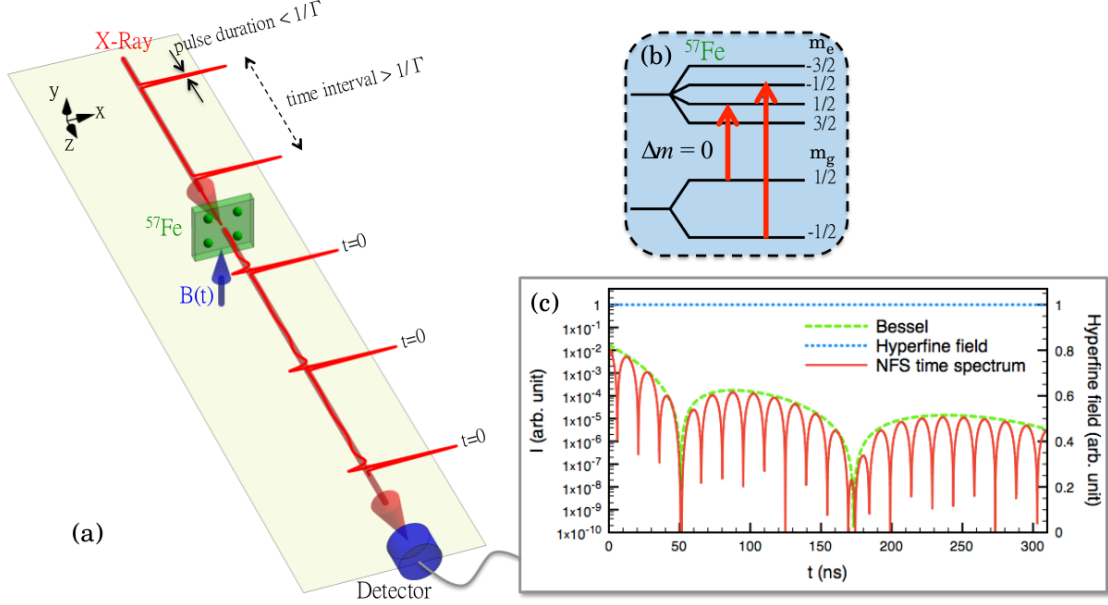 X-Ray
pulse duration < 1/Γ
time interval > 1/Γ
y
x
z
⁵⁷Fe
B(t)
t=0
t=0
t=0
(a)
Detector
(b)
⁵⁷Fe
mₑ
-3/2
-1/2
1/2
3/2
Δm = 0
m_g
1/2
-1/2
(c)
Bessel
Hyperfine field
NFS time spectrum
I (arb. unit)
1
1x10⁻¹
1x10⁻²
1x10⁻³
1x10⁻⁴
1x10⁻⁵
1x10⁻⁶
1x10⁻⁷
1x10⁻⁸
1x10⁻⁹
1x10⁻¹⁰
1
0.8
0.6
0.4
0.2
0
Hyperfine field (arb. unit)
0 50 100 150 200 250 300
t (ns)